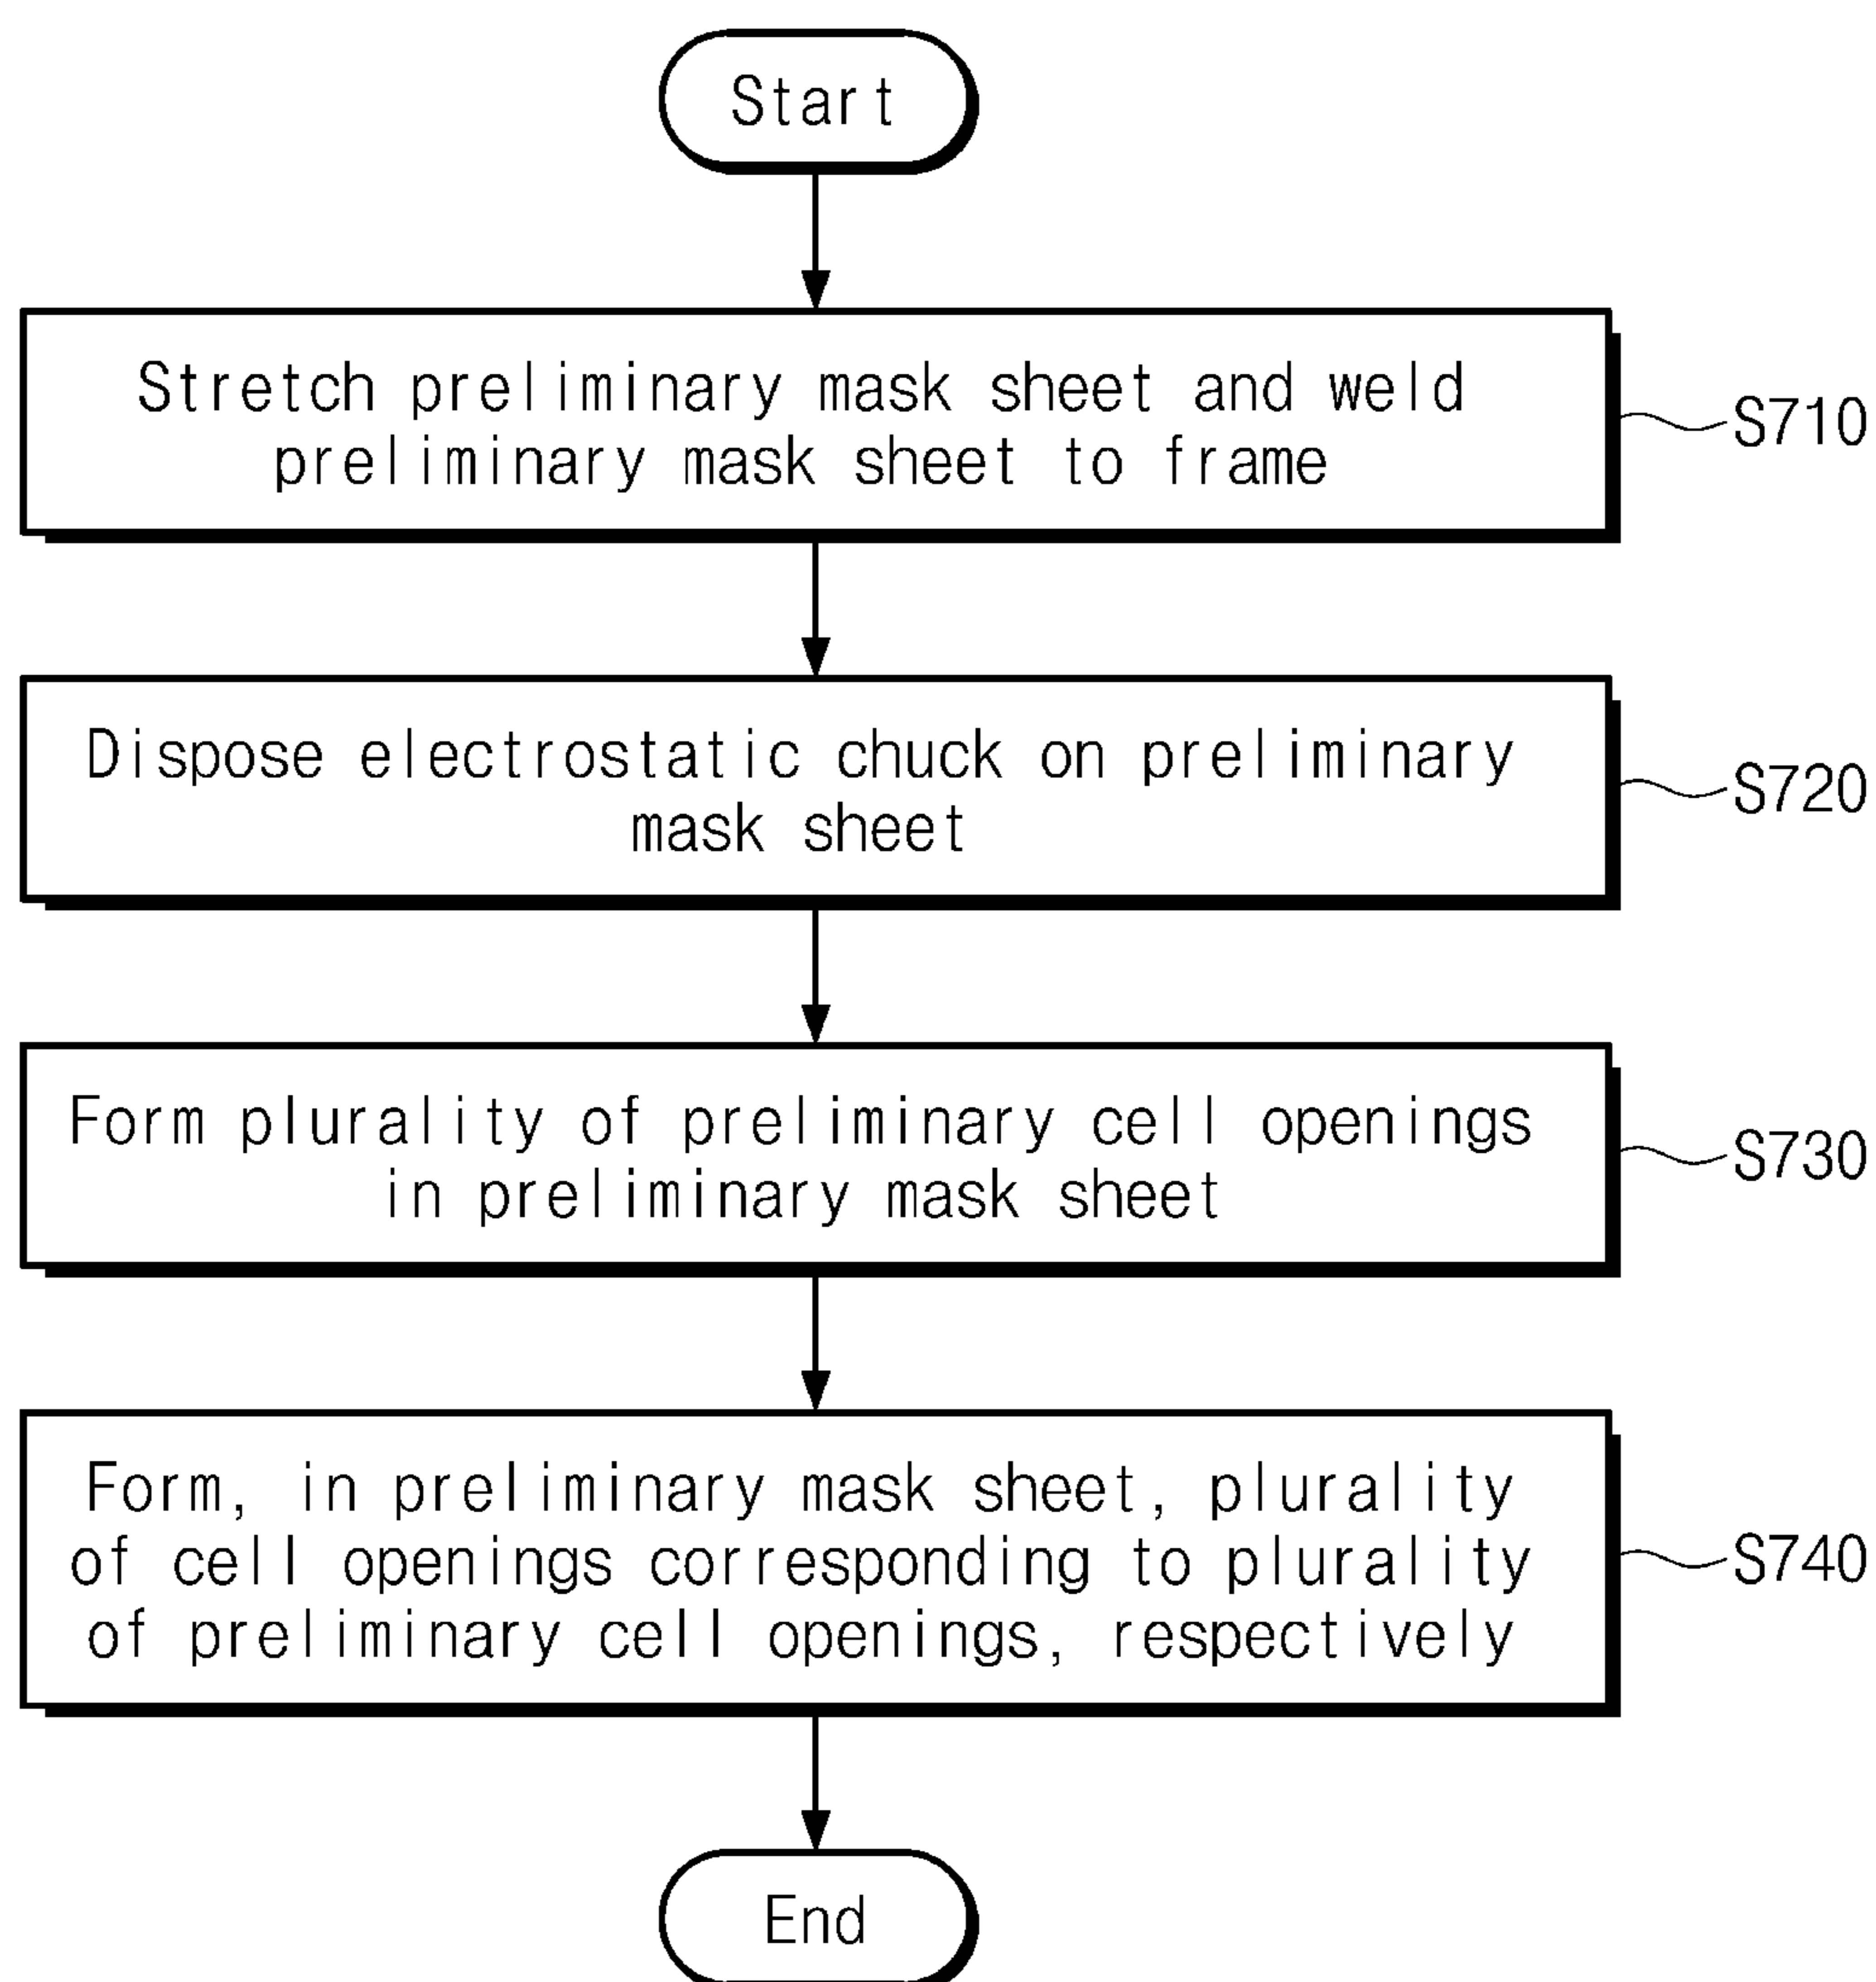 Start
Stretch preliminary mask sheet and weld
preliminary mask sheet to frame
S710
Dispose electrostatic chuck on preliminary
mask sheet
S720
Form plurality of preliminary cell openings
in preliminary mask sheet
S730
Form, in preliminary mask sheet, plurality
of cell openings corresponding to plurality
of preliminary cell openings, respectively
S740
End